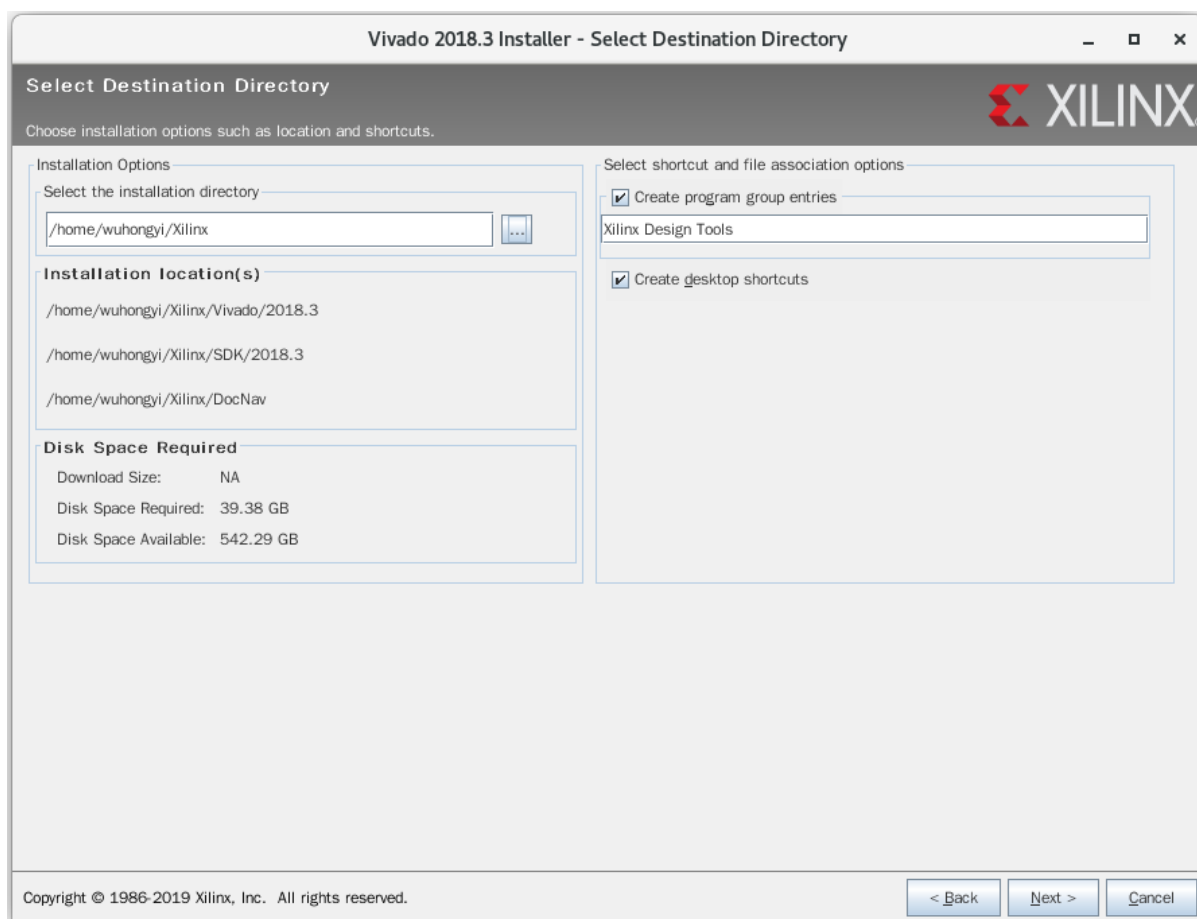 Vivado 2018.3 Installer - Select Destination Directory
Select Destination Directory
XILINX
Choose installation options such as location and shortcuts.
Installation Options
Select the installation directory
/home/wuhongyi/Xilinx
...
Installation location(s)
/home/wuhongyi/Xilinx/Vivado/2018.3
/home/wuhongyi/Xilinx/SDK/2018.3
/home/wuhongyi/Xilinx/DocNav
Disk Space Required
Download Size: NA
Disk Space Required: 39.38 GB
Disk Space Available: 542.29 GB
Select shortcut and file association options
Create program group entries
Xilinx Design Tools
Create desktop shortcuts
Copyright © 1986-2019 Xilinx, Inc. All rights reserved.
< Back
Next >
Cancel